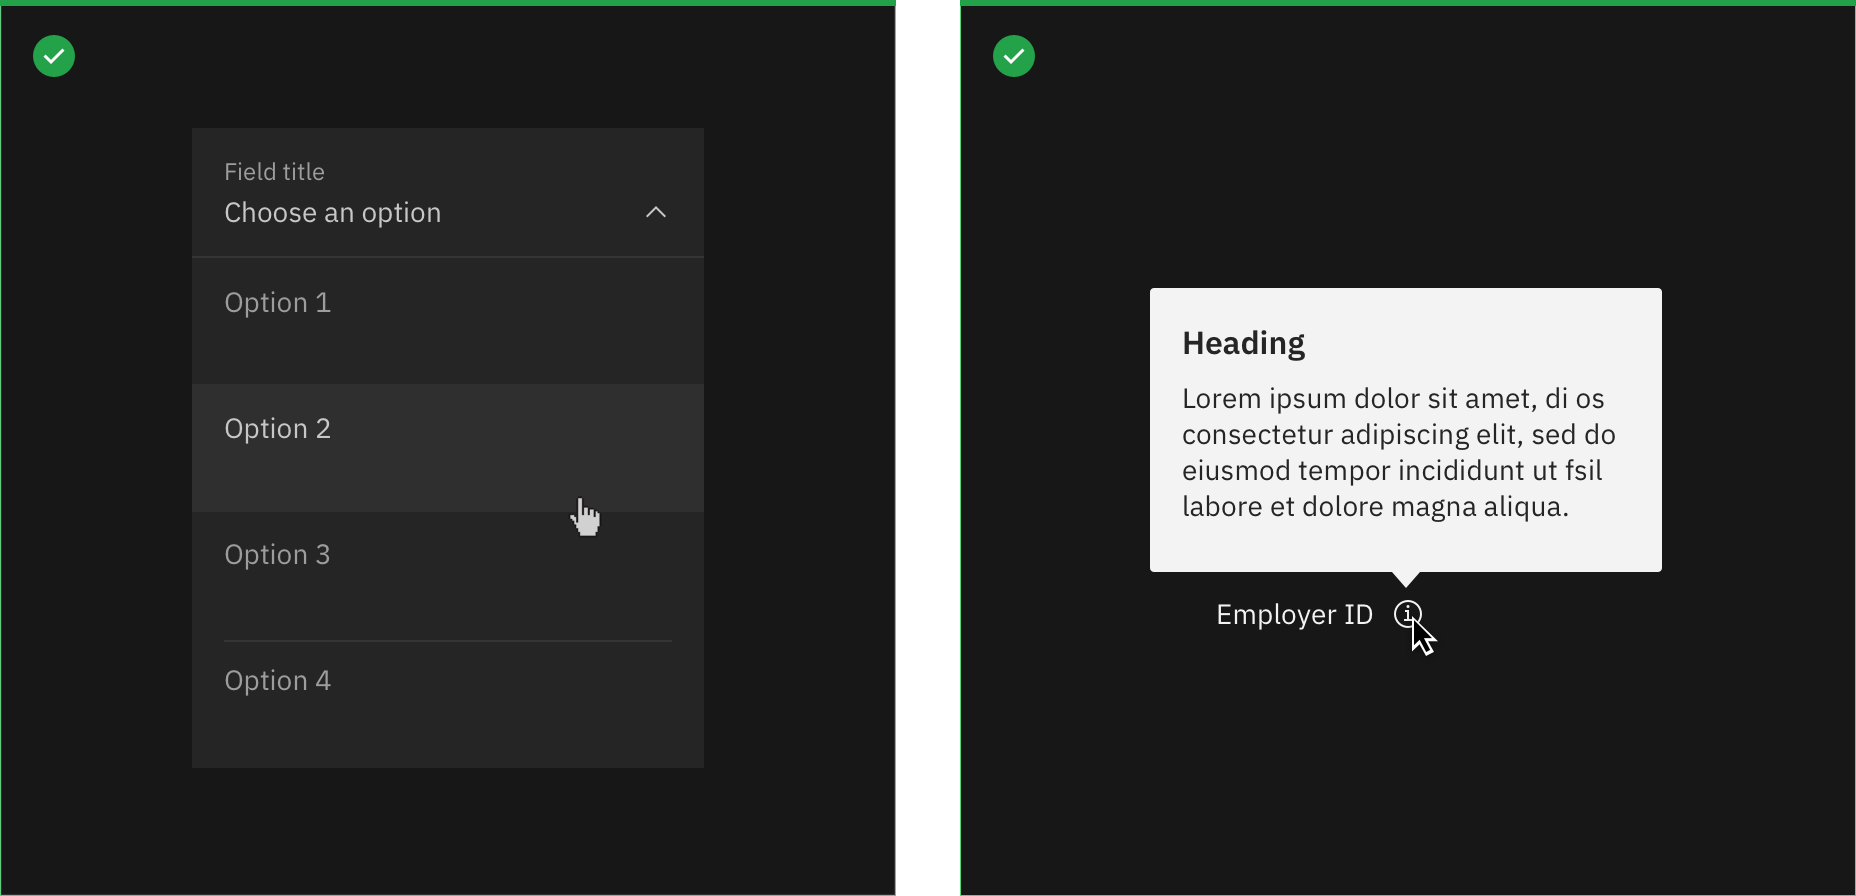 Field title
Choose an option
Option 1
Option 2
Option 3
Option 4
Heading
Lorem ipsum dolor sit amet, di os
consectetur adipiscing elit, sed do
eiusmod tempor incididunt ut fsil
labore et dolore magna aliqua.
Employer ID